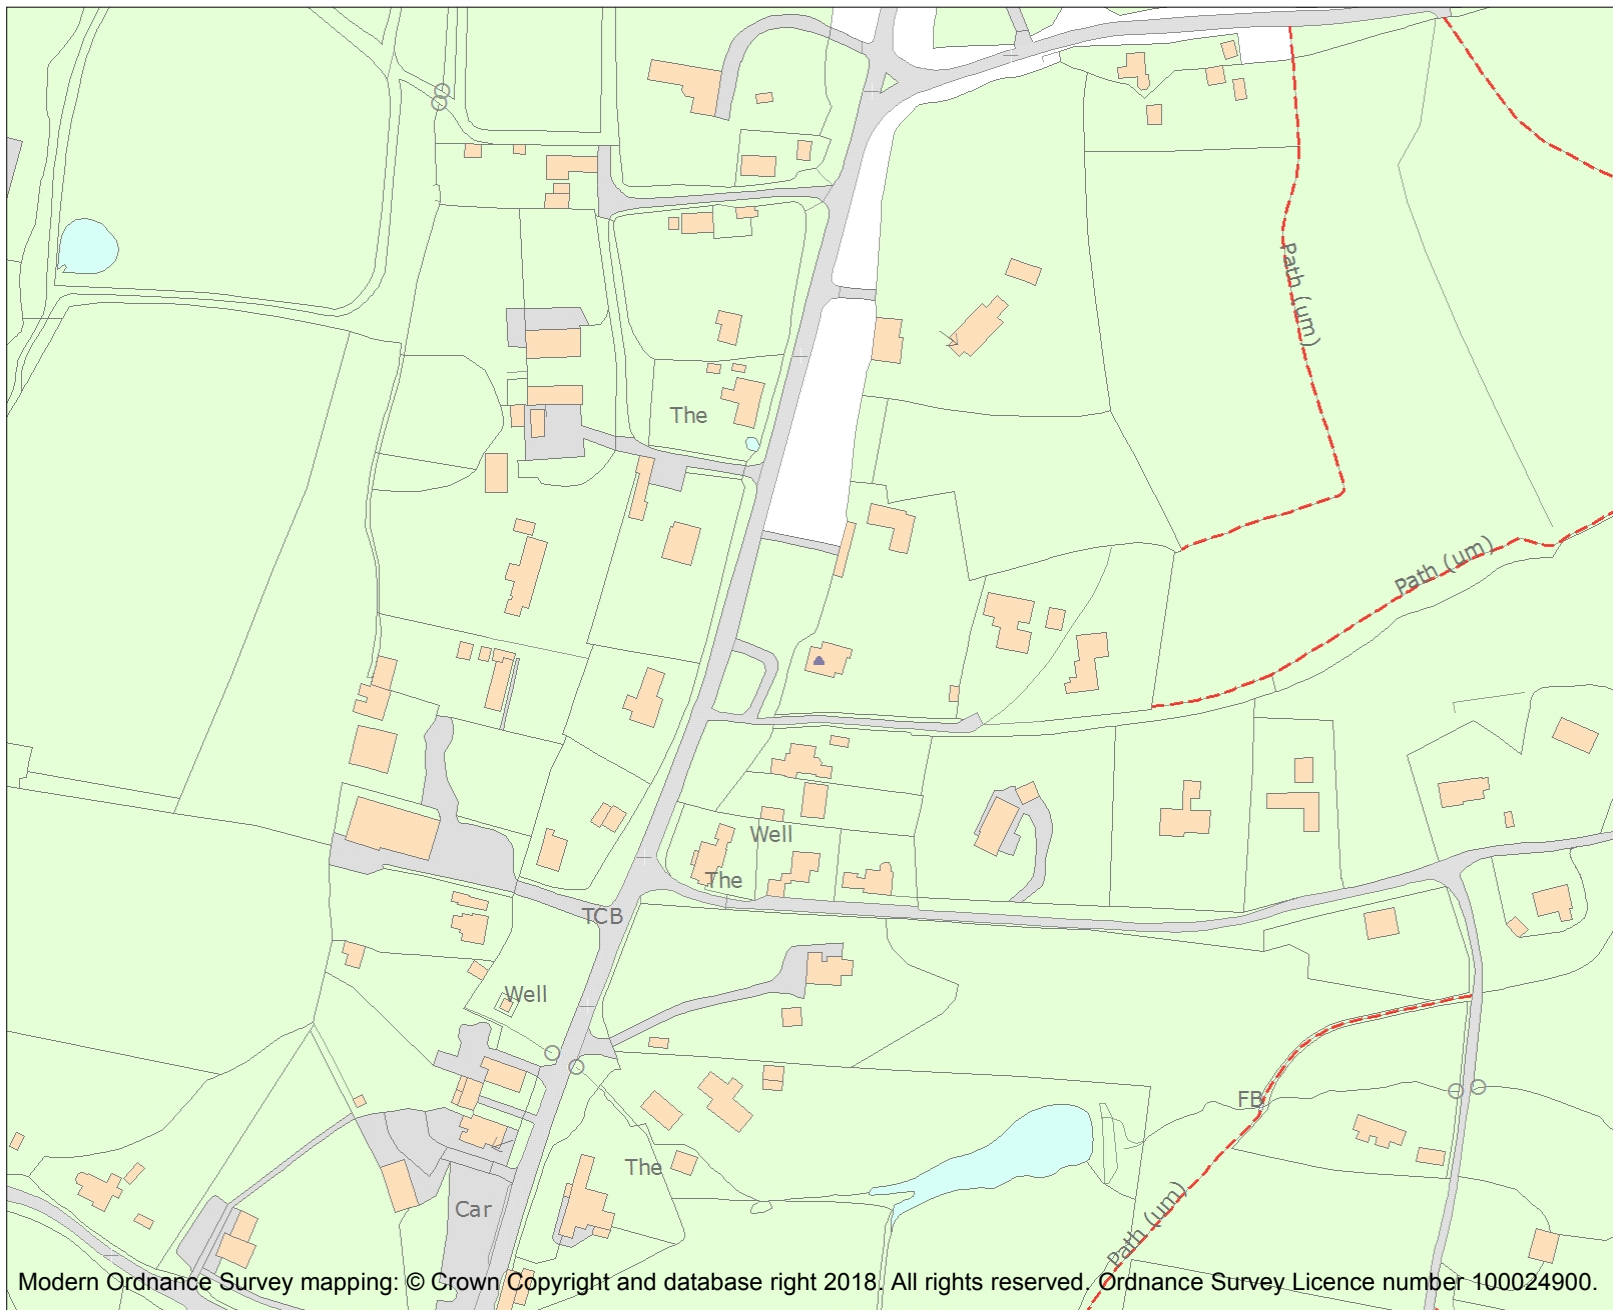 Path (um)
The
Path (um)
Well
The
TCB
Well
FB
The
Car
Path (um)
Modern Ordnance Survey mapping: © Crown Copyright and database right 2018. All rights reserved. Ordnance Survey Licence number 100024900.